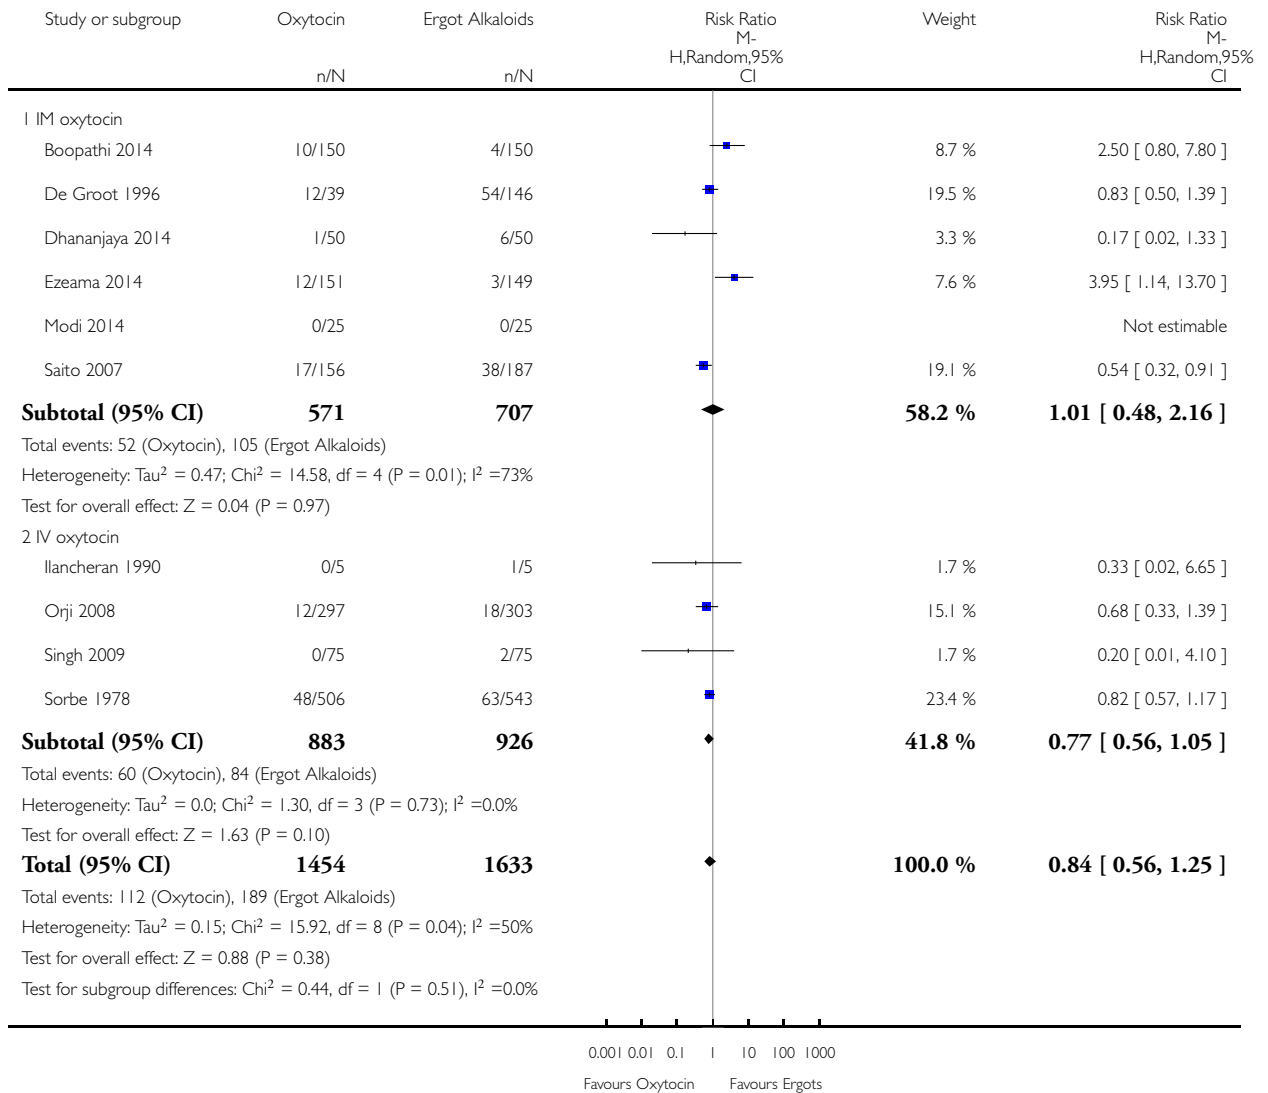 Study or subgroup Oxytocin Ergot Alkaloids Risk Ratio Weight Risk Ratio
M- M-
H,Random,95% H,Random,95%
n/N n/N CI CI
1 IM oxytocin
Boopathi 2014 10/150 4/150 8.7 % 2.50 [ 0.80, 7.80 ]
De Groot 1996 12/39 54/146 19.5 % 0.83 [ 0.50, 1.39 ]
Dhananjaya 2014 1/50 6/50 3.3 % 0.17 [ 0.02, 1.33 ]
Ezeama 2014 12/151 3/149 7.6 % 3.95 [ 1.14, 13.70 ]
Modi 2014 0/25 0/25 Not estimable
Saito 2007 17/156 38/187 19.1 % 0.54 [ 0.32, 0.91 ]
Subtotal (95% CI) 571 707 58.2 % 1.01 [ 0.48, 2.16 ]
Total events: 52 (Oxytocin), 105 (Ergot Alkaloids)
Heterogeneity: Tau² = 0.47; Chi² = 14.58, df = 4 (P = 0.01); I² =73%
Test for overall effect: Z = 0.04 (P = 0.97)
2 IV oxytocin
Ilancheran 1990 0/5 1/5 1.7 % 0.33 [ 0.02, 6.65 ]
Orji 2008 12/297 18/303 15.1 % 0.68 [ 0.33, 1.39 ]
Singh 2009 0/75 2/75 1.7 % 0.20 [ 0.01, 4.10 ]
Sorbe 1978 48/506 63/543 23.4 % 0.82 [ 0.57, 1.17 ]
Subtotal (95% CI) 883 926 41.8 % 0.77 [ 0.56, 1.05 ]
Total events: 60 (Oxytocin), 84 (Ergot Alkaloids)
Heterogeneity: Tau² = 0.0; Chi² = 1.30, df = 3 (P = 0.73); I² =0.0%
Test for overall effect: Z = 1.63 (P = 0.10)
Total (95% CI) 1454 1633 100.0 % 0.84 [ 0.56, 1.25 ]
Total events: 112 (Oxytocin), 189 (Ergot Alkaloids)
Heterogeneity: Tau² = 0.15; Chi² = 15.92, df = 8 (P = 0.04); I² =50%
Test for overall effect: Z = 0.88 (P = 0.38)
Test for subgroup differences: Chi² = 0.44, df = 1 (P = 0.51), I² =0.0%
0.001 0.01 0.1 1 10 100 1000
Favours Oxytocin Favours Ergots